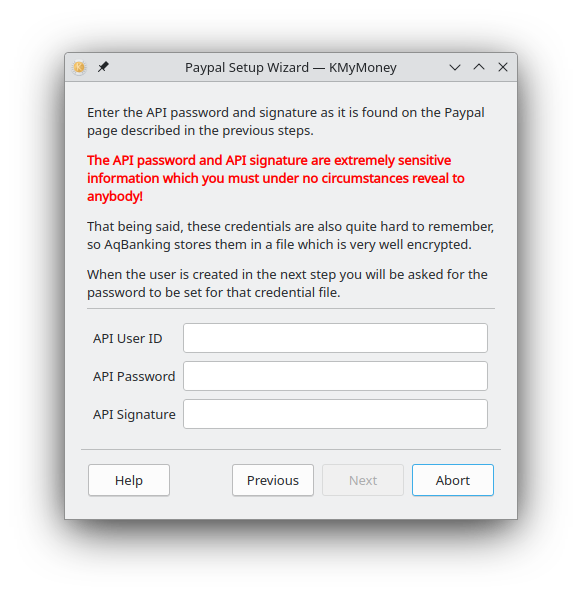 Paypal Setup Wizard — KMyMoney
Enter the API password and signature as it is found on the Paypal
page described in the previous steps.
The API password and API signature are extremely sensitive
information which you must under no circumstances reveal to
anybody!
That being said, these credentials are also quite hard to remember,
so AqBanking stores them in a file which is very well encrypted.
When the user is created in the next step you will be asked for the
password to be set for that credential file.
API User ID
API Password
API Signature
Help
Previous
Next
Abort